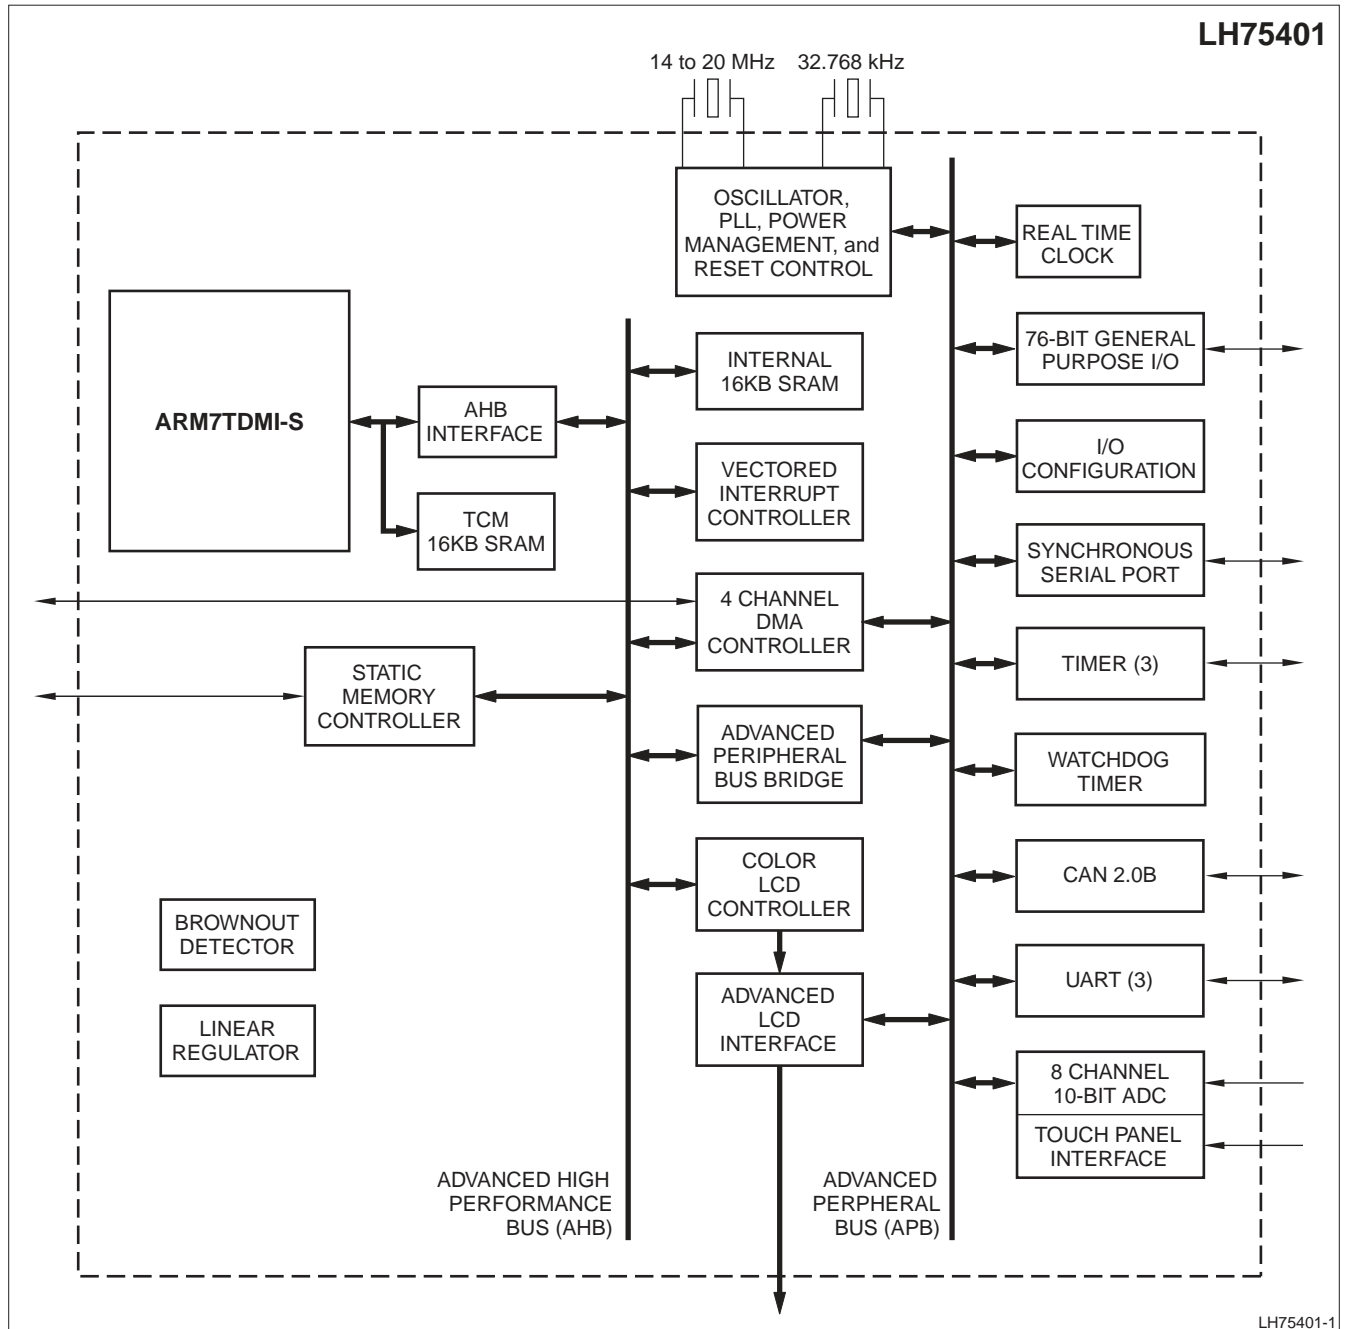 LH75401
14 to 20 MHz
32.768 kHz
OSCILLATOR,
PLL, POWER
MANAGEMENT, and
RESET CONTROL
REAL TIME
CLOCK
ARM7TDMI-S
AHB
INTERFACE
TCM
16KB SRAM
INTERNAL
16KB SRAM
VECTORED
INTERRUPT
CONTROLLER
4 CHANNEL
DMA
CONTROLLER
STATIC
MEMORY
CONTROLLER
ADVANCED
PERIPHERAL
BUS BRIDGE
COLOR
LCD
CONTROLLER
ADVANCED
LCD
INTERFACE
BROWNOUT
DETECTOR
LINEAR
REGULATOR
76-BIT GENERAL
PURPOSE I/O
I/O
CONFIGURATION
SYNCHRONOUS
SERIAL PORT
TIMER (3)
WATCHDOG
TIMER
CAN 2.0B
UART (3)
8 CHANNEL
10-BIT ADC
TOUCH PANEL
INTERFACE
ADVANCED HIGH
PERFORMANCE
BUS (AHB)
ADVANCED
PERPHERAL
BUS (APB)
LH75401-1